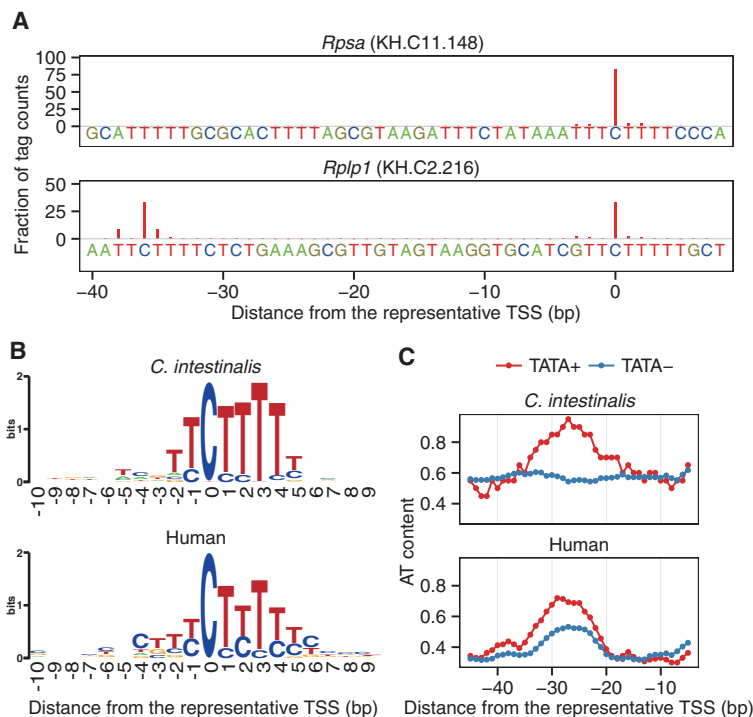 A
Rpsa (KH.C11.148)
Fraction of tag counts
100
75
50
25
0
GCATTTTTGCGCACTTTTAGCGTAAGATTTCTATAAATTTCTTTTCCCA
Rplp1 (KH.C2.216)
50
25
0
AATTCTTTTCTCTGAAAGCGTTGTAGTAAGGTGCATCGTTCTTTTTGCT
−40 −30 −20 −10 0
Distance from the representative TSS (bp)
B
C. intestinalis
bits
2
1
0
T C T T T T T
C C C C C
-10 -9 -8 -7 -6 -5 -4 -3 -2 -1 0 1 2 3 4 5 6 7 8 9
Human
bits
2
1
0
C T T T C T T T T T C
C C C C C C C
-10 -9 -8 -7 -6 -5 -4 -3 -2 -1 0 1 2 3 4 5 6 7 8 9
Distance from the representative TSS (bp)
C
TATA+ TATA−
C. intestinalis
AT content
0.8
0.6
0.4
Human
0.8
0.6
0.4
−40 −30 −20 −10
Distance from the representative TSS (bp)